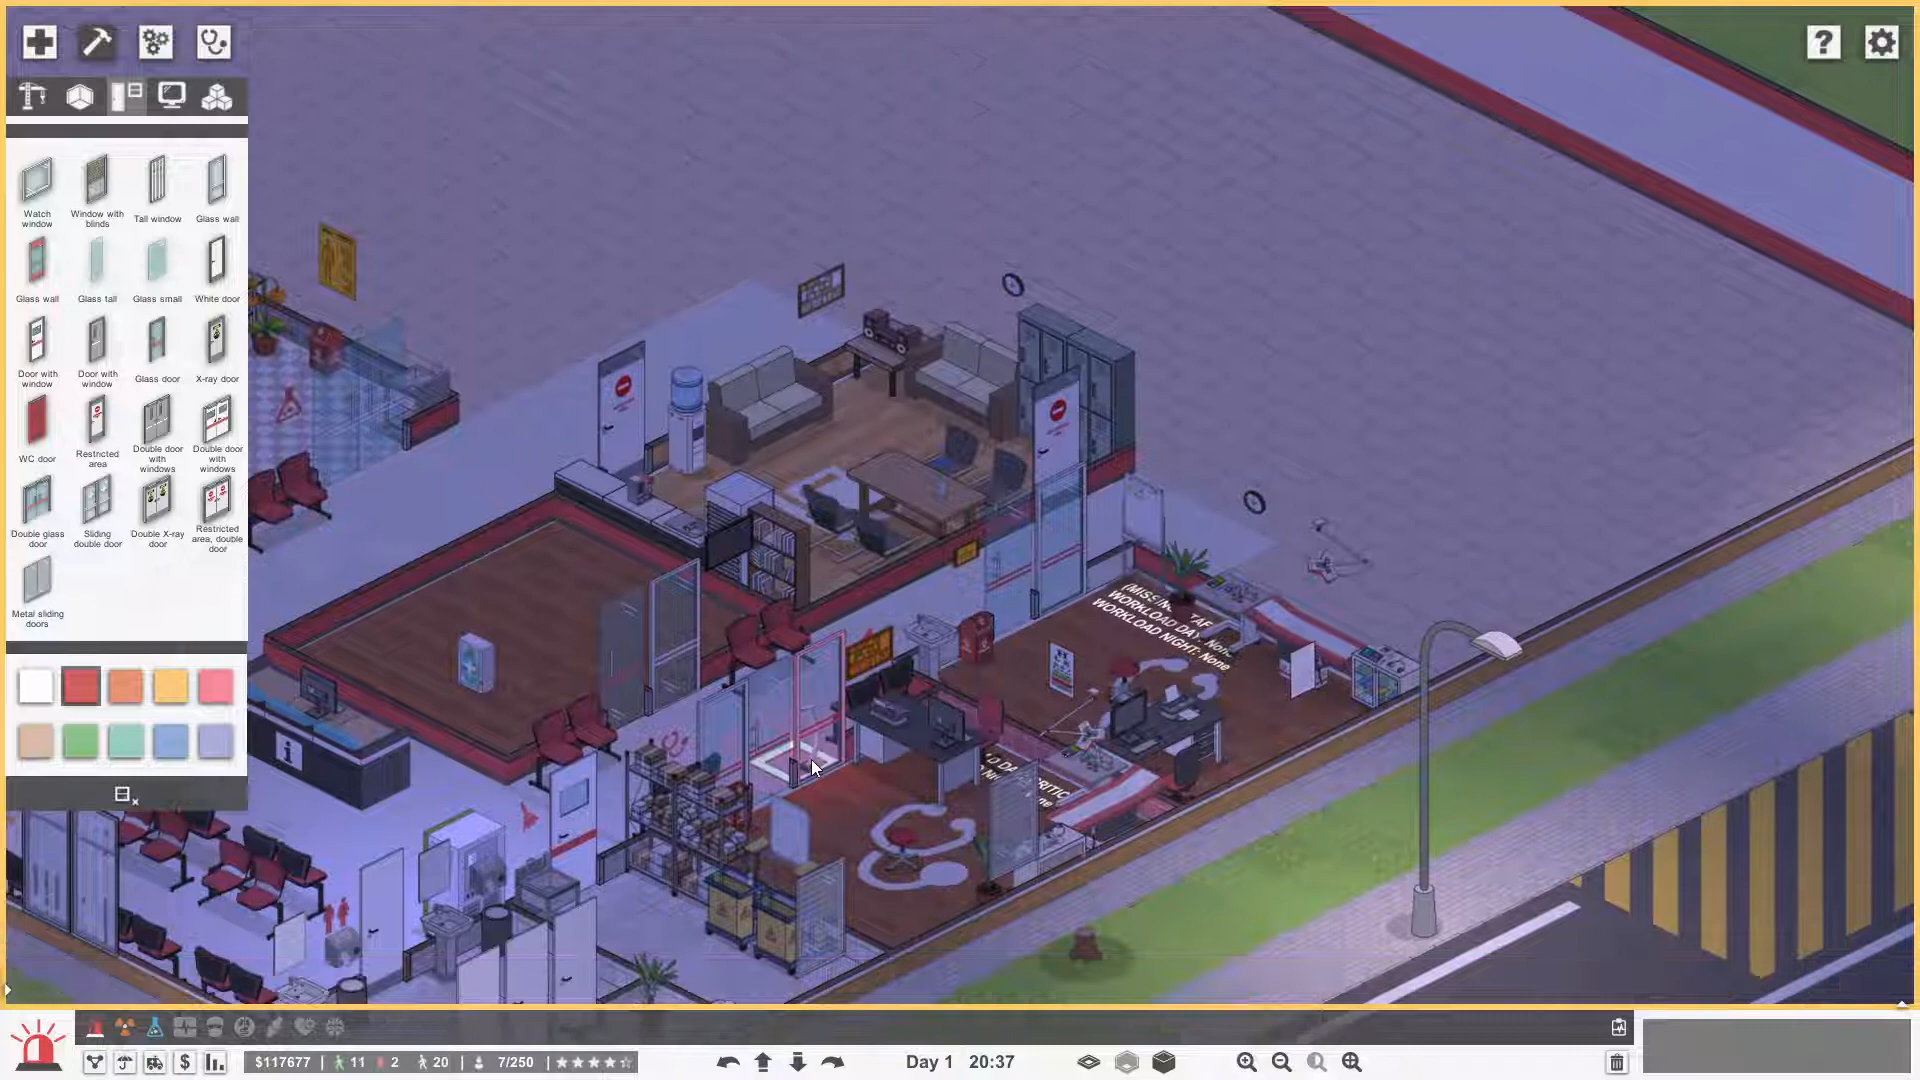 ?
Watch window
Window with blinds
Tall window
Glass wall
Glass wall
Glass tall
Glass small
White door
Door with window
Door with window
Glass door
X-ray door
WC door
Restricted area
Double door with windows
Double door with windows
Double glass door
Sliding double door
Double X-ray door
Restricted area, double door
Metal sliding doors
WORKLOAD DAY: None
WORKLOAD NIGHT: None
i
$117677 | 11 2 20 | 7/250
Day 1 20:37